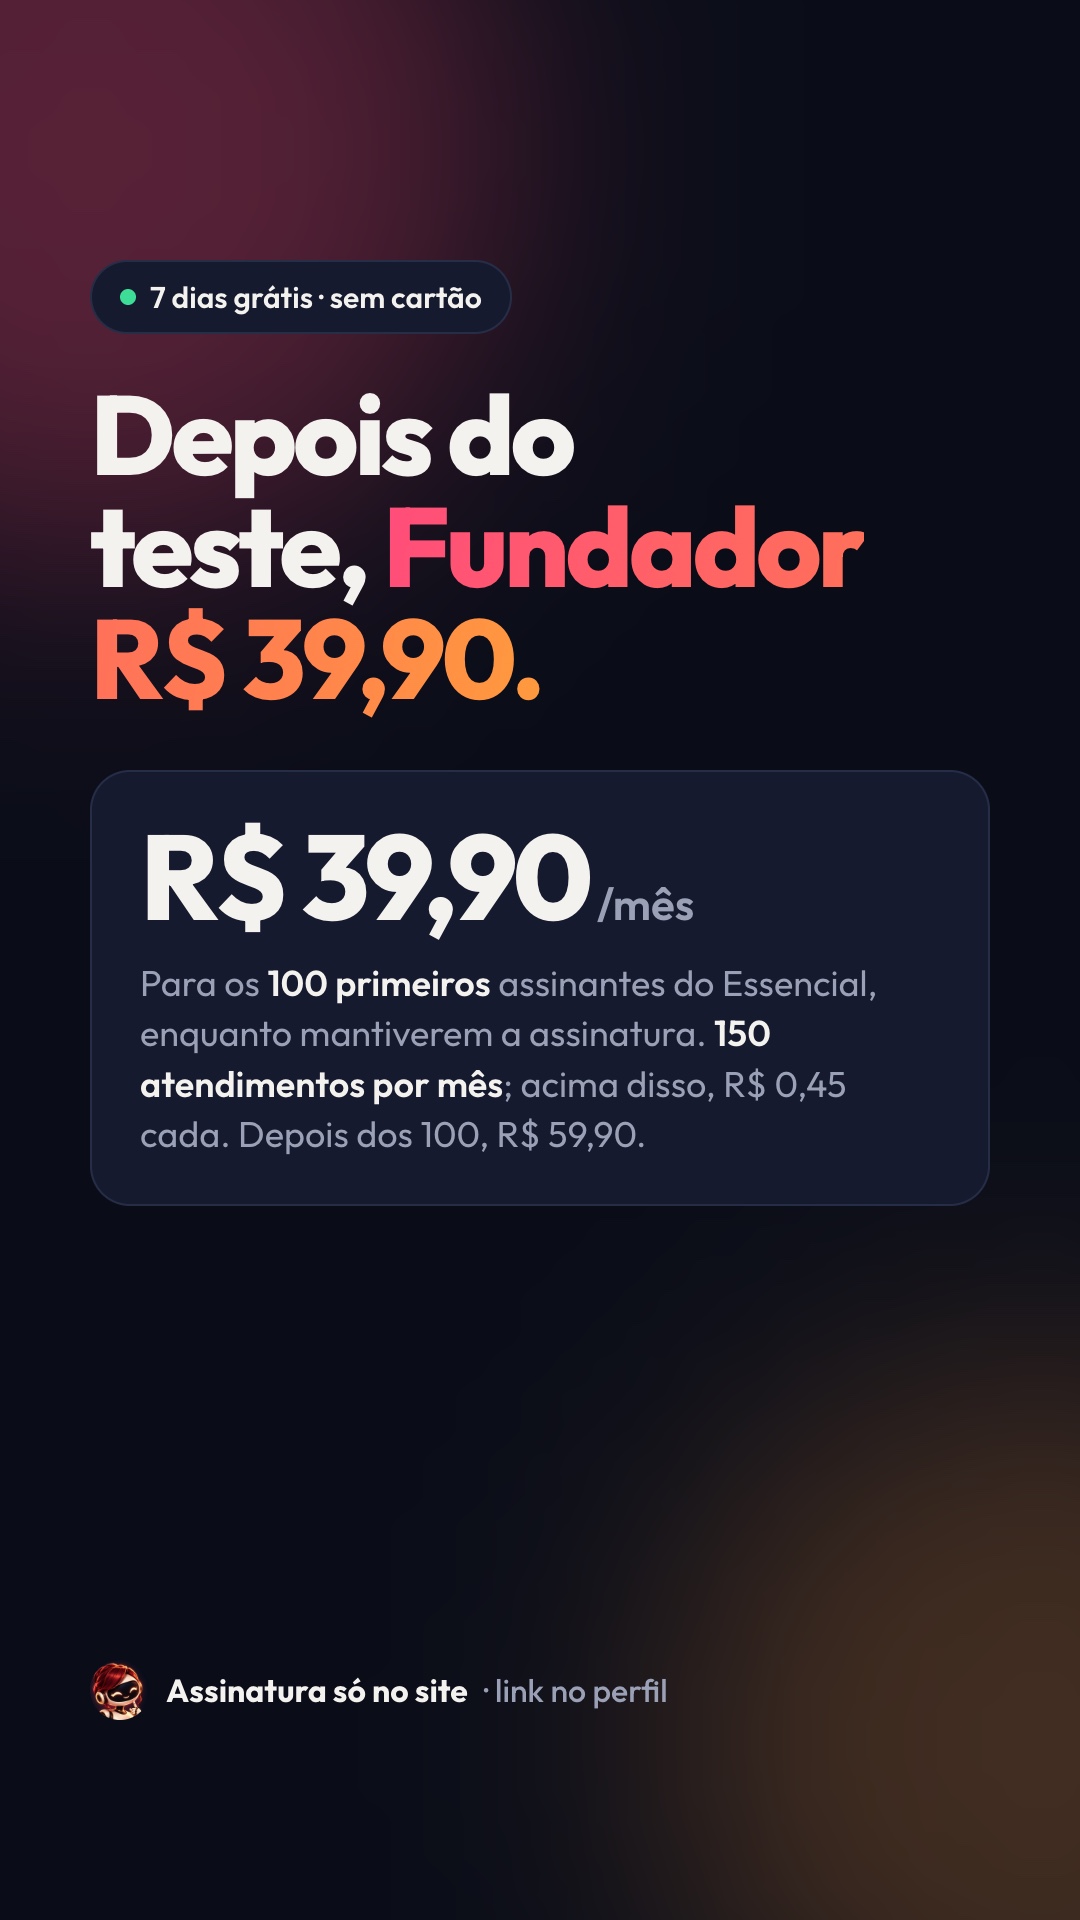 7 dias grátis · sem cartão
Depois do
teste, Fundador
R$ 39,90.
R$ 39,90 /mês
Para os 100 primeiros assinantes do Essencial,
enquanto mantiverem a assinatura. 150
atendimentos por mês; acima disso, R$ 0,45
cada. Depois dos 100, R$ 59,90.
Assinatura só no site · link no perfil